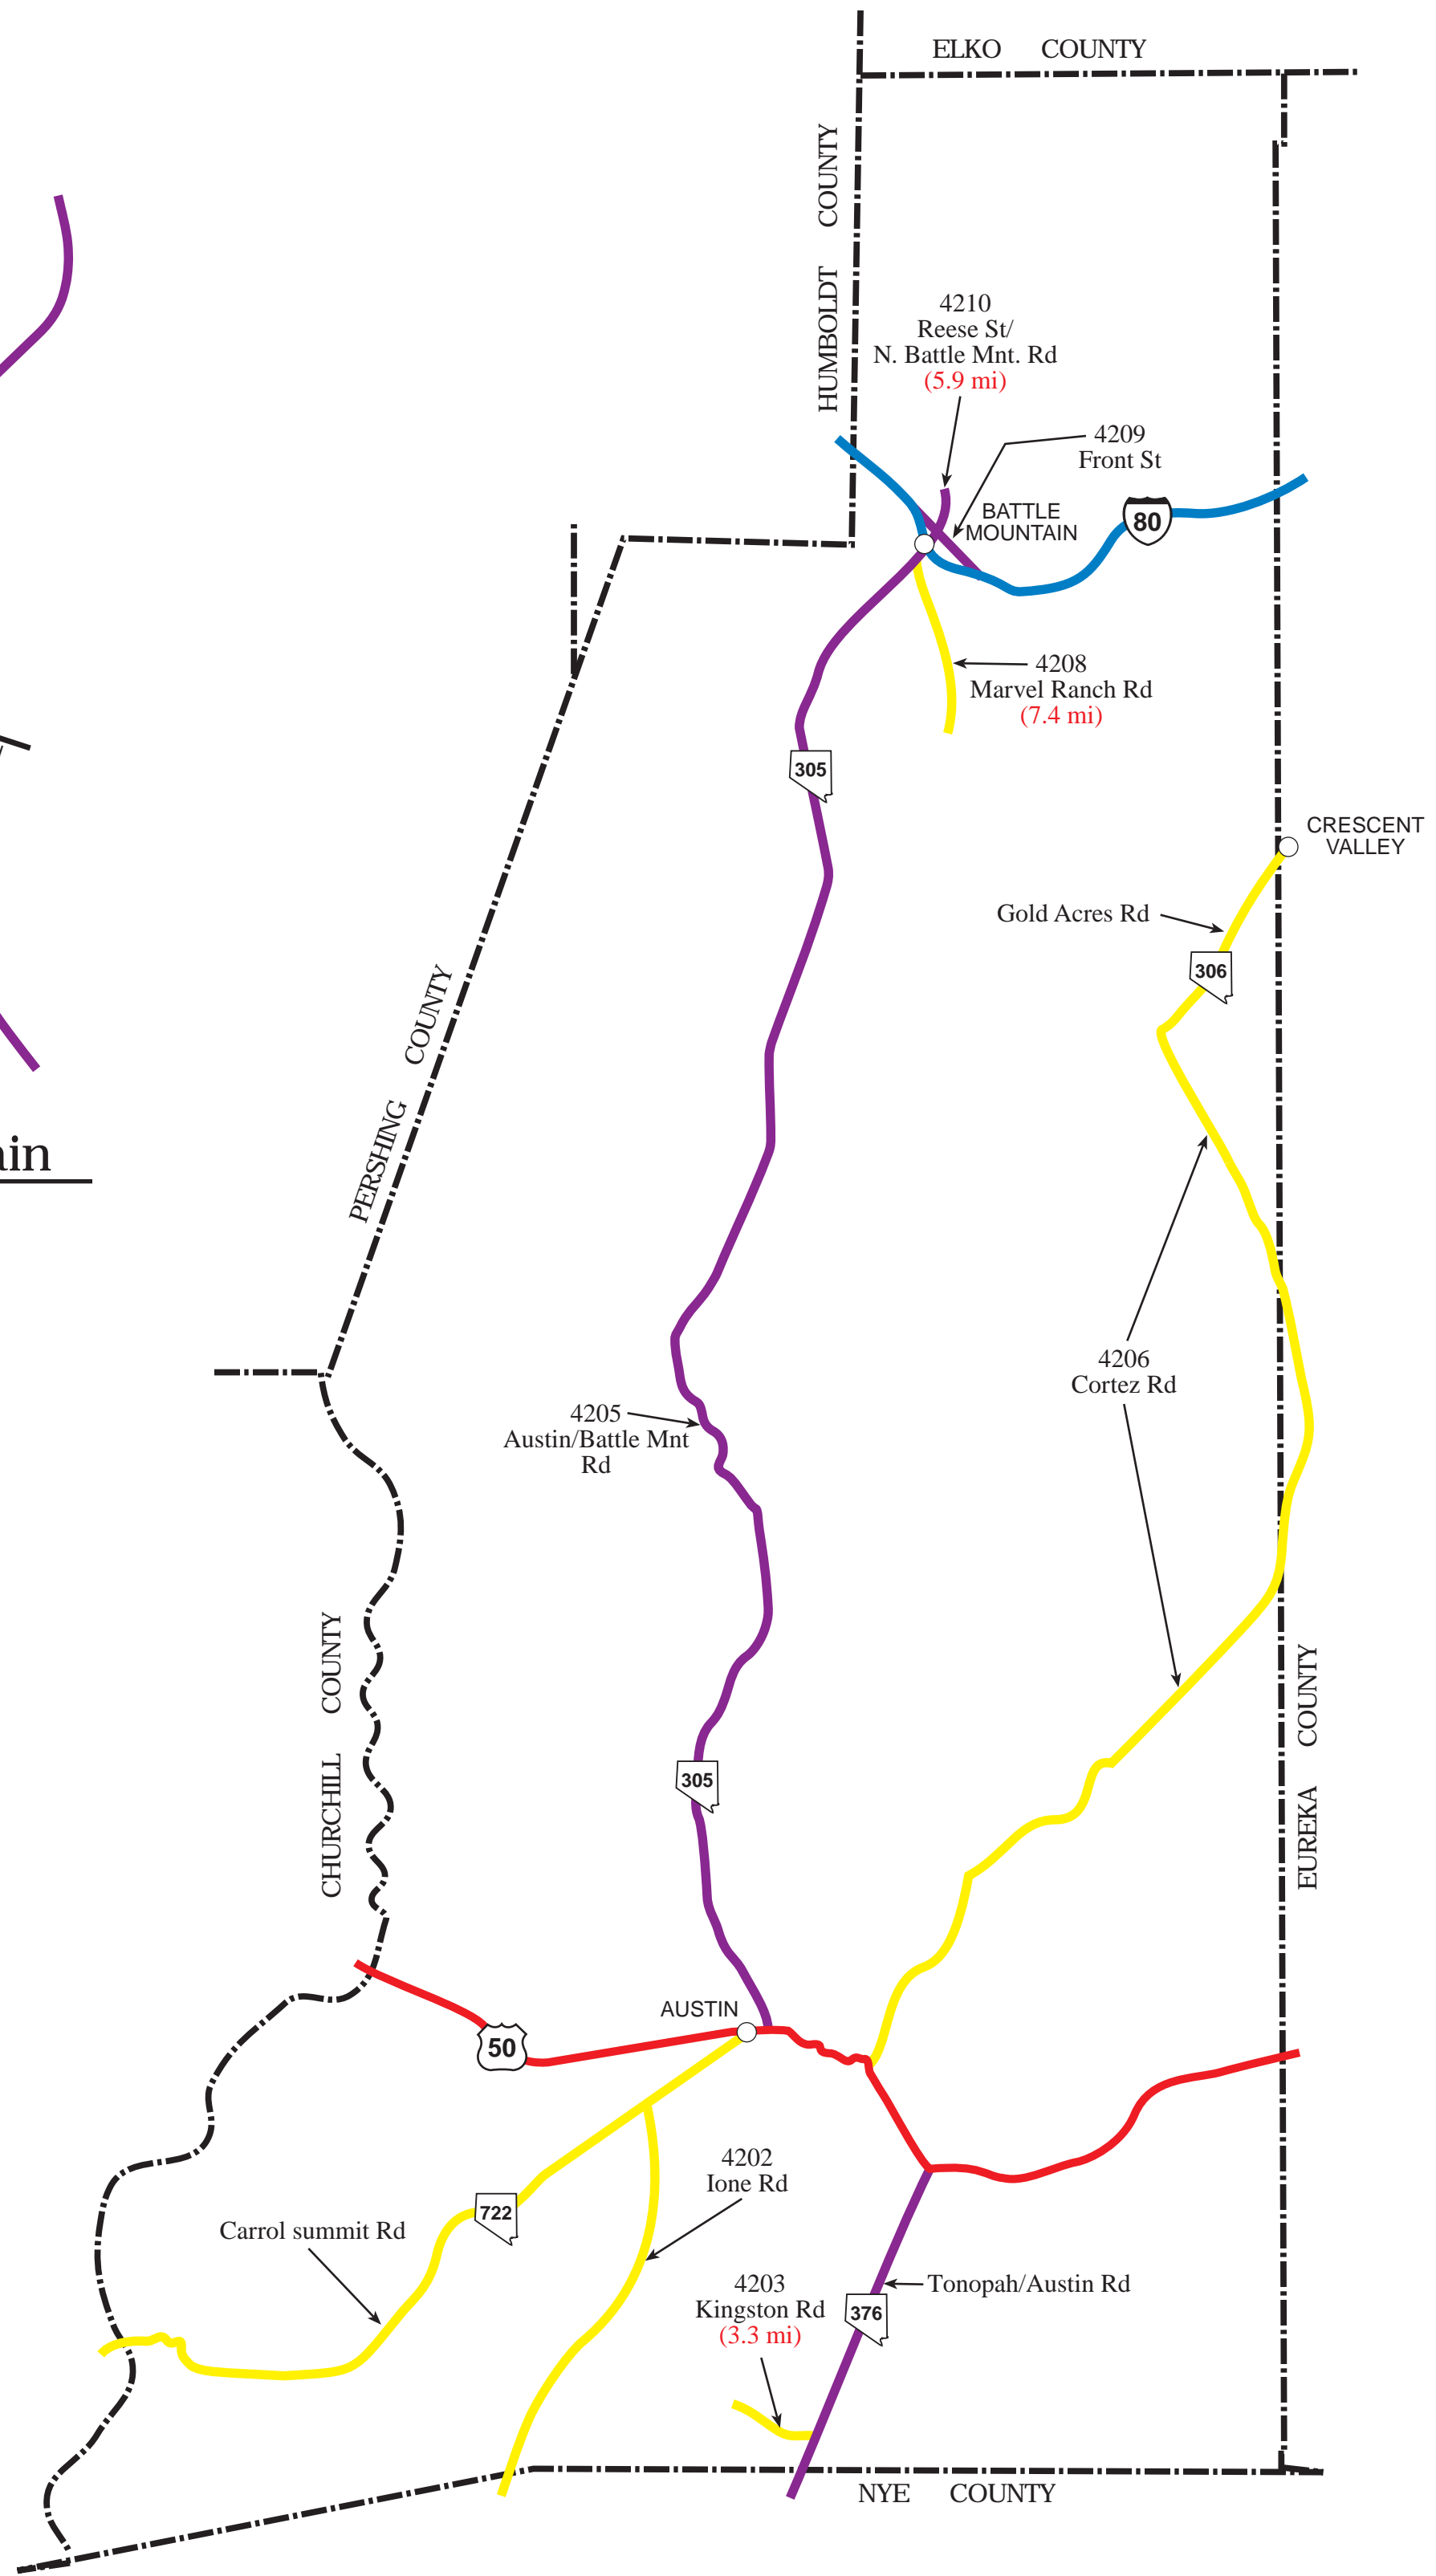 ELKO COUNTY
HUMBOLDT COUNTY
4210
Reese St/
N. Battle Mnt. Rd
(5.9 mi)
4209
Front St
BATTLE
MOUNTAIN
80
4208
Marvel Ranch Rd
(7.4 mi)
305
CRESCENT
VALLEY
Gold Acres Rd
306
PERSHING COUNTY
ain
4206
Cortez Rd
4205
Austin/Battle Mnt
Rd
CHURCHILL COUNTY
EUREKA COUNTY
305
AUSTIN
50
4202
Ione Rd
722
Carrol summit Rd
4203
Kingston Rd
(3.3 mi)
Tonopah/Austin Rd
376
NYE COUNTY